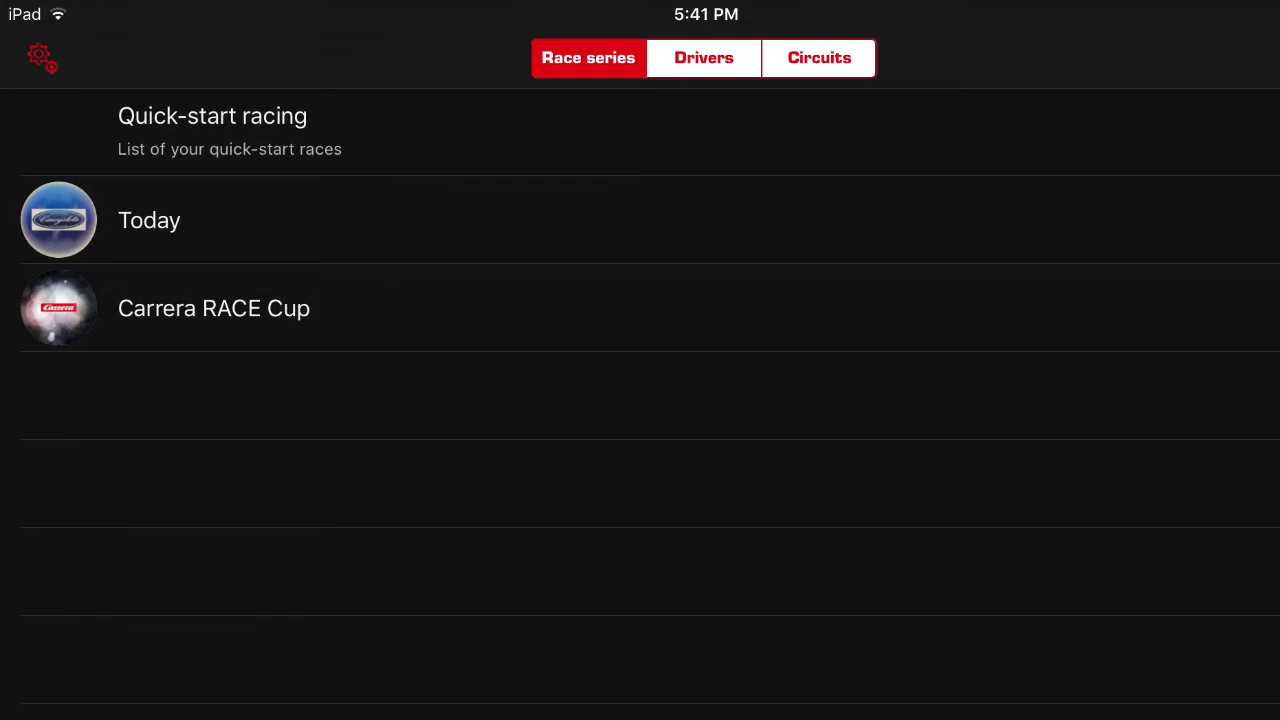 iPad
5:41 PM
Race series
Drivers
Circuits
Quick-start racing
List of your quick-start races
Today
Carrera
Carrera RACE Cup